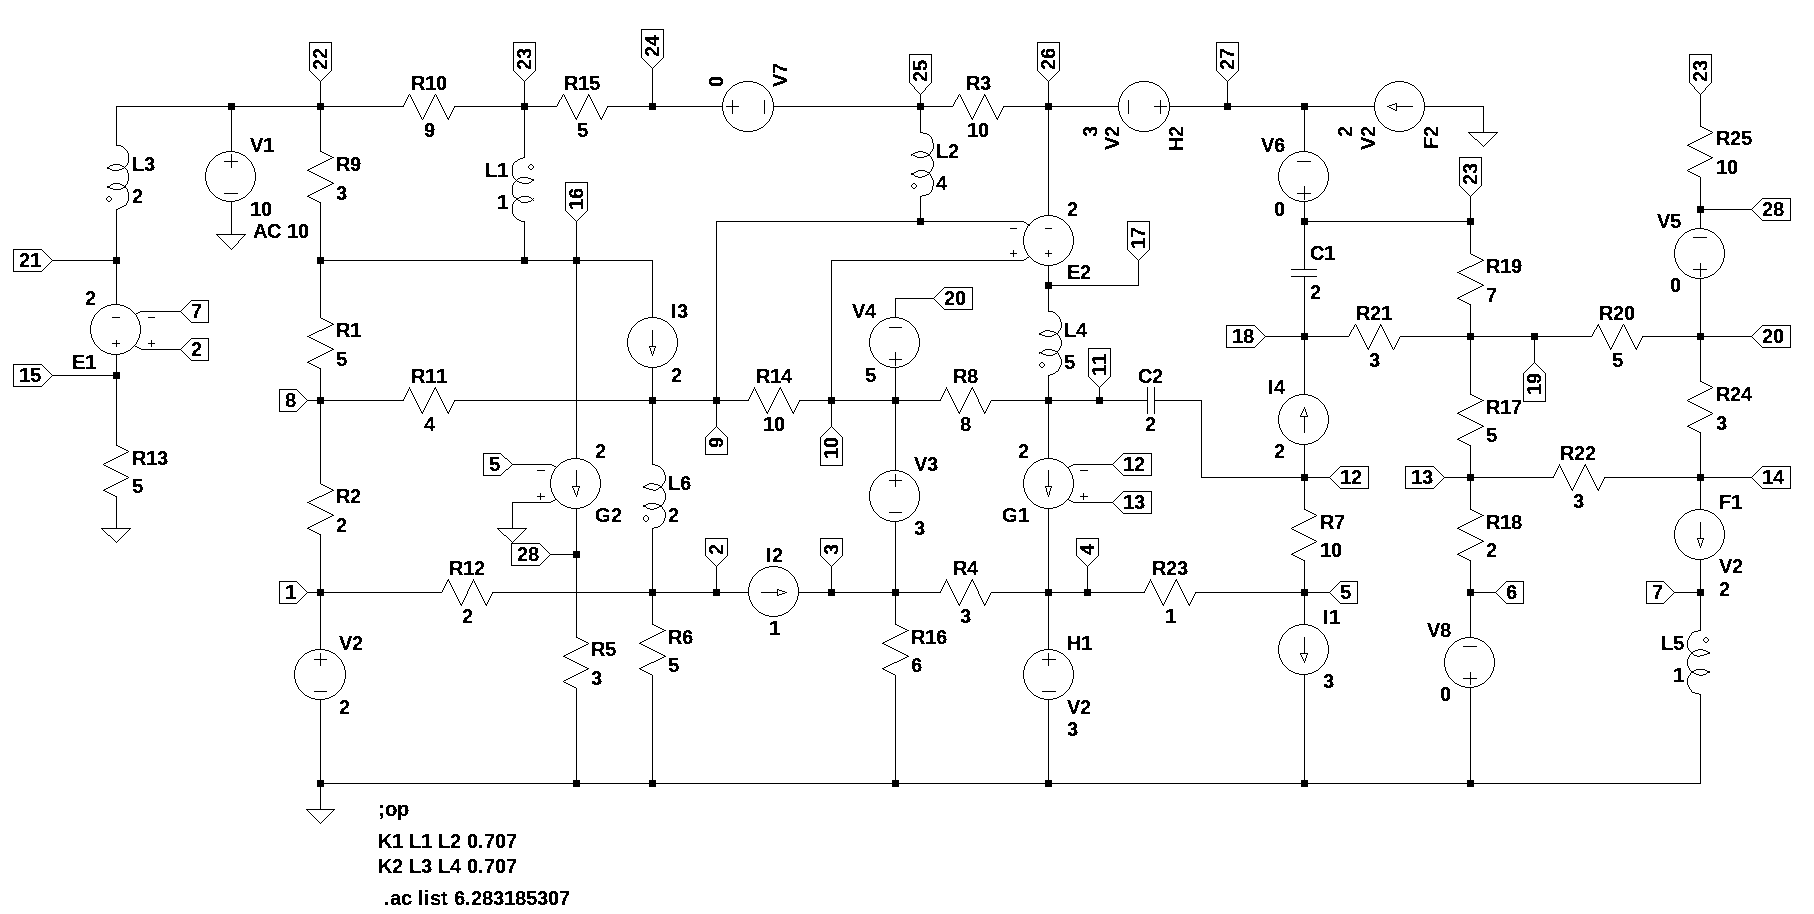 22
23
24
25
26
27
23
R10
9
R15
5
0
V7
R3
10
3
V2
H2
2
V2
F2
R25
10
L3
2
V1
10
AC 10
R9
3
L1
1
16
L2
4
2
E2
17
V6
0
23
28
V5
0
21
2
E1
7
2
15
R13
5
R1
5
I3
2
V4
5
20
L4
5
11
C1
2
R19
7
18
R21
3
19
R20
5
20
8
R11
4
9
R14
10
10
R8
8
C2
2
I4
2
R17
5
R24
3
R2
2
5
2
G2
28
L6
2
V3
3
2
G1
12
13
12
R7
10
13
R22
3
14
R18
2
F1
V2
2
1
R12
2
2
I2
1
3
R4
3
4
R23
1
5
6
7
V2
2
R5
3
R6
5
R16
6
H1
V2
3
I1
3
V8
0
L5
1
;op
K1 L1 L2 0.707
K2 L3 L4 0.707
.ac list 6.283185307